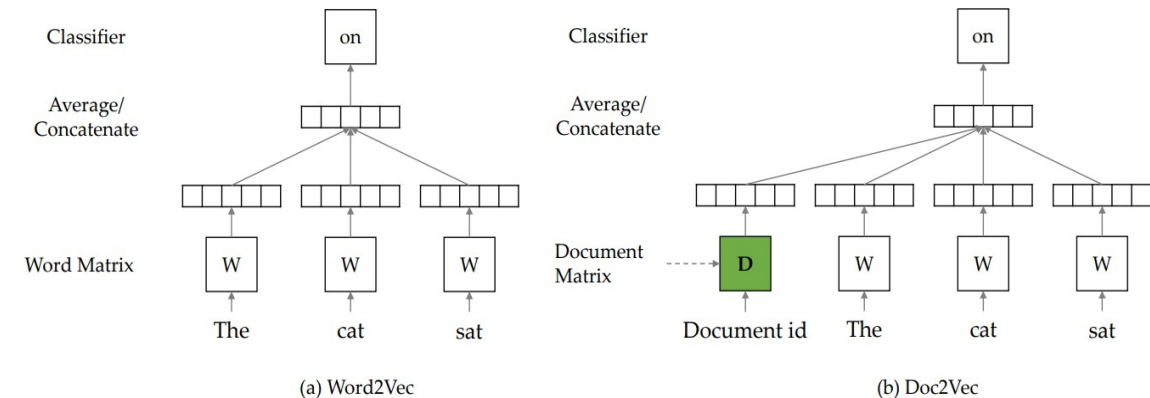 Classifier
on
Average/
Concatenate
Word Matrix
W
W
W
The
cat
sat
(a) Word2Vec
Classifier
on
Average/
Concatenate
Document
Matrix
D
W
W
W
Document id
The
cat
sat
(b) Doc2Vec